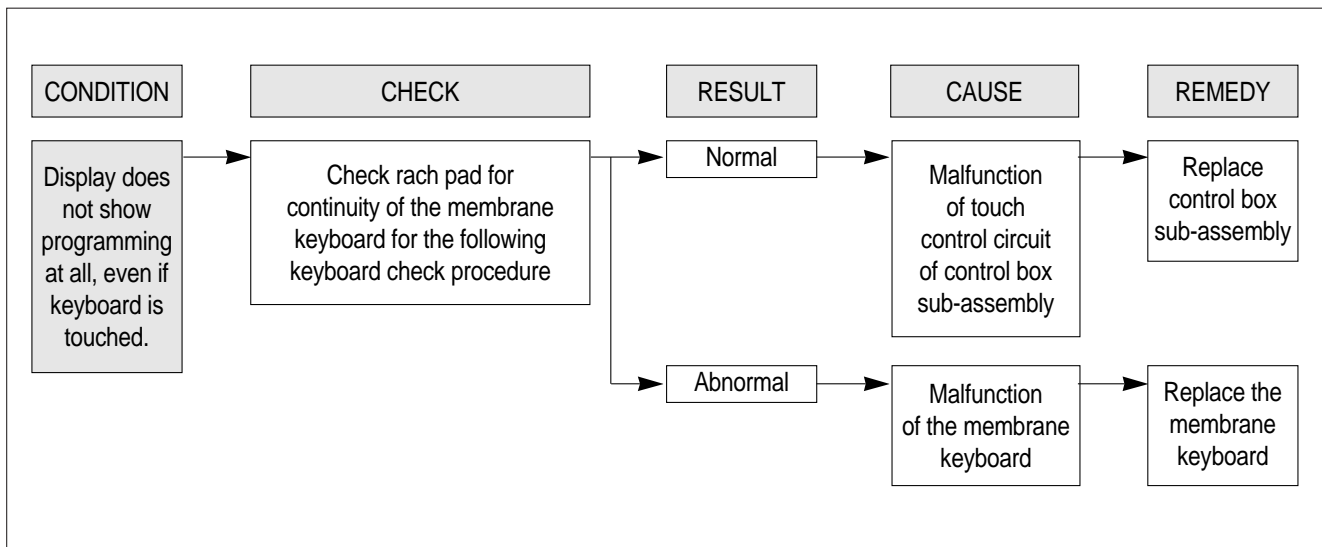 CONDITION
CHECK
RESULT
CAUSE
REMEDY
Display does
not show
programming
at all, even if
keyboard is
touched.
Check rach pad for
continuity of the membrane
keyboard for the following
keyboard check procedure
Normal
Malfunction
of touch
control circuit
of control box
sub-assembly
Replace
control box
sub-assembly
Abnormal
Malfunction
of the membrane
keyboard
Replace the
membrane
keyboard